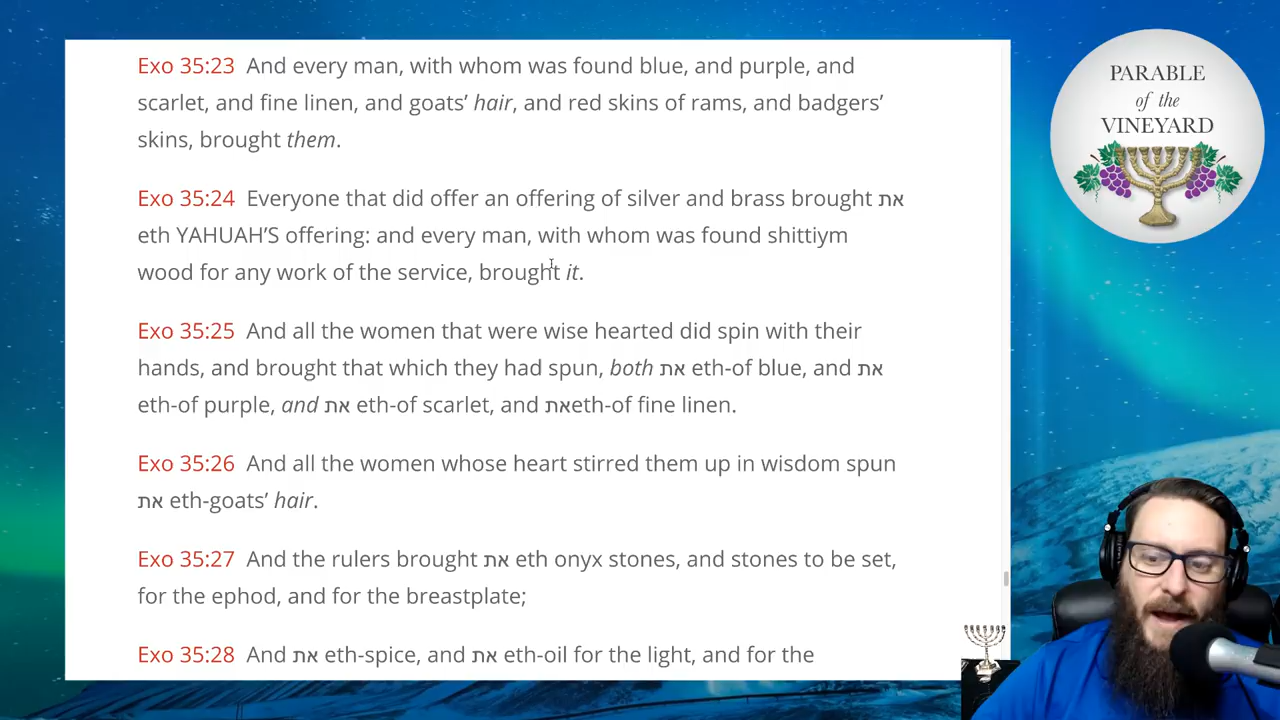 Exo 35:23 And every man, with whom was found blue, and purple, and
scarlet, and fine linen, and goats’ hair, and red skins of rams, and badgers’
skins, brought them.
Exo 35:24 Everyone that did offer an offering of silver and brass brought את
eth YAHUAH’S offering: and every man, with whom was found shittiym
wood for any work of the service, brought it.
Exo 35:25 And all the women that were wise hearted did spin with their
hands, and brought that which they had spun, both את eth-of blue, and את
eth-of purple, and את eth-of scarlet, and אתeth-of fine linen.
Exo 35:26 And all the women whose heart stirred them up in wisdom spun
את eth-goats’ hair.
Exo 35:27 And the rulers brought את eth onyx stones, and stones to be set,
for the ephod, and for the breastplate;
Exo 35:28 And את eth-spice, and את eth-oil for the light, and for the
PARABLE
of the
VINEYARD